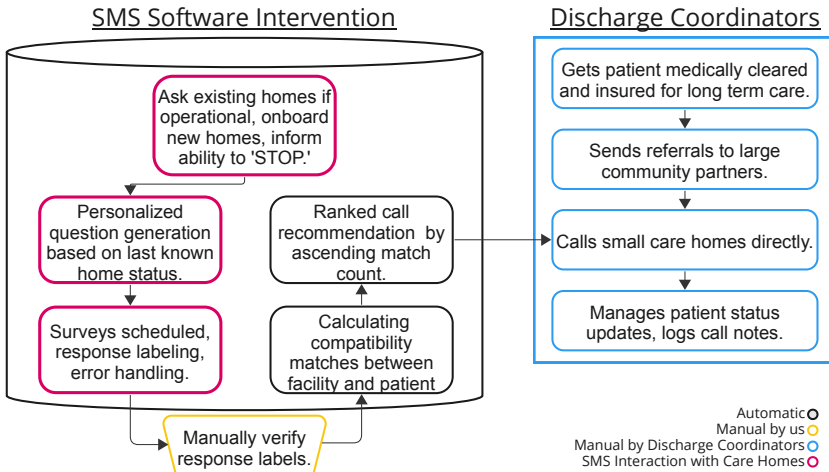 SMS Software Intervention
Ask existing homes if
operational, onboard
new homes, inform
ability to 'STOP.'
Personalized
question generation
based on last known
home status.
Surveys scheduled,
response labeling,
error handling.
Manually verify
response labels.
Calculating
compatibility
matches between
facility and patient
Ranked call
recommendation by
ascending match
count.
Discharge Coordinators
Gets patient medically cleared
and insured for long term care.
Sends referrals to large
community partners.
Calls small care homes directly.
Manages patient status
updates, logs call notes.
Automatic
Manual by us
Manual by Discharge Coordinators
SMS Interaction with Care Homes